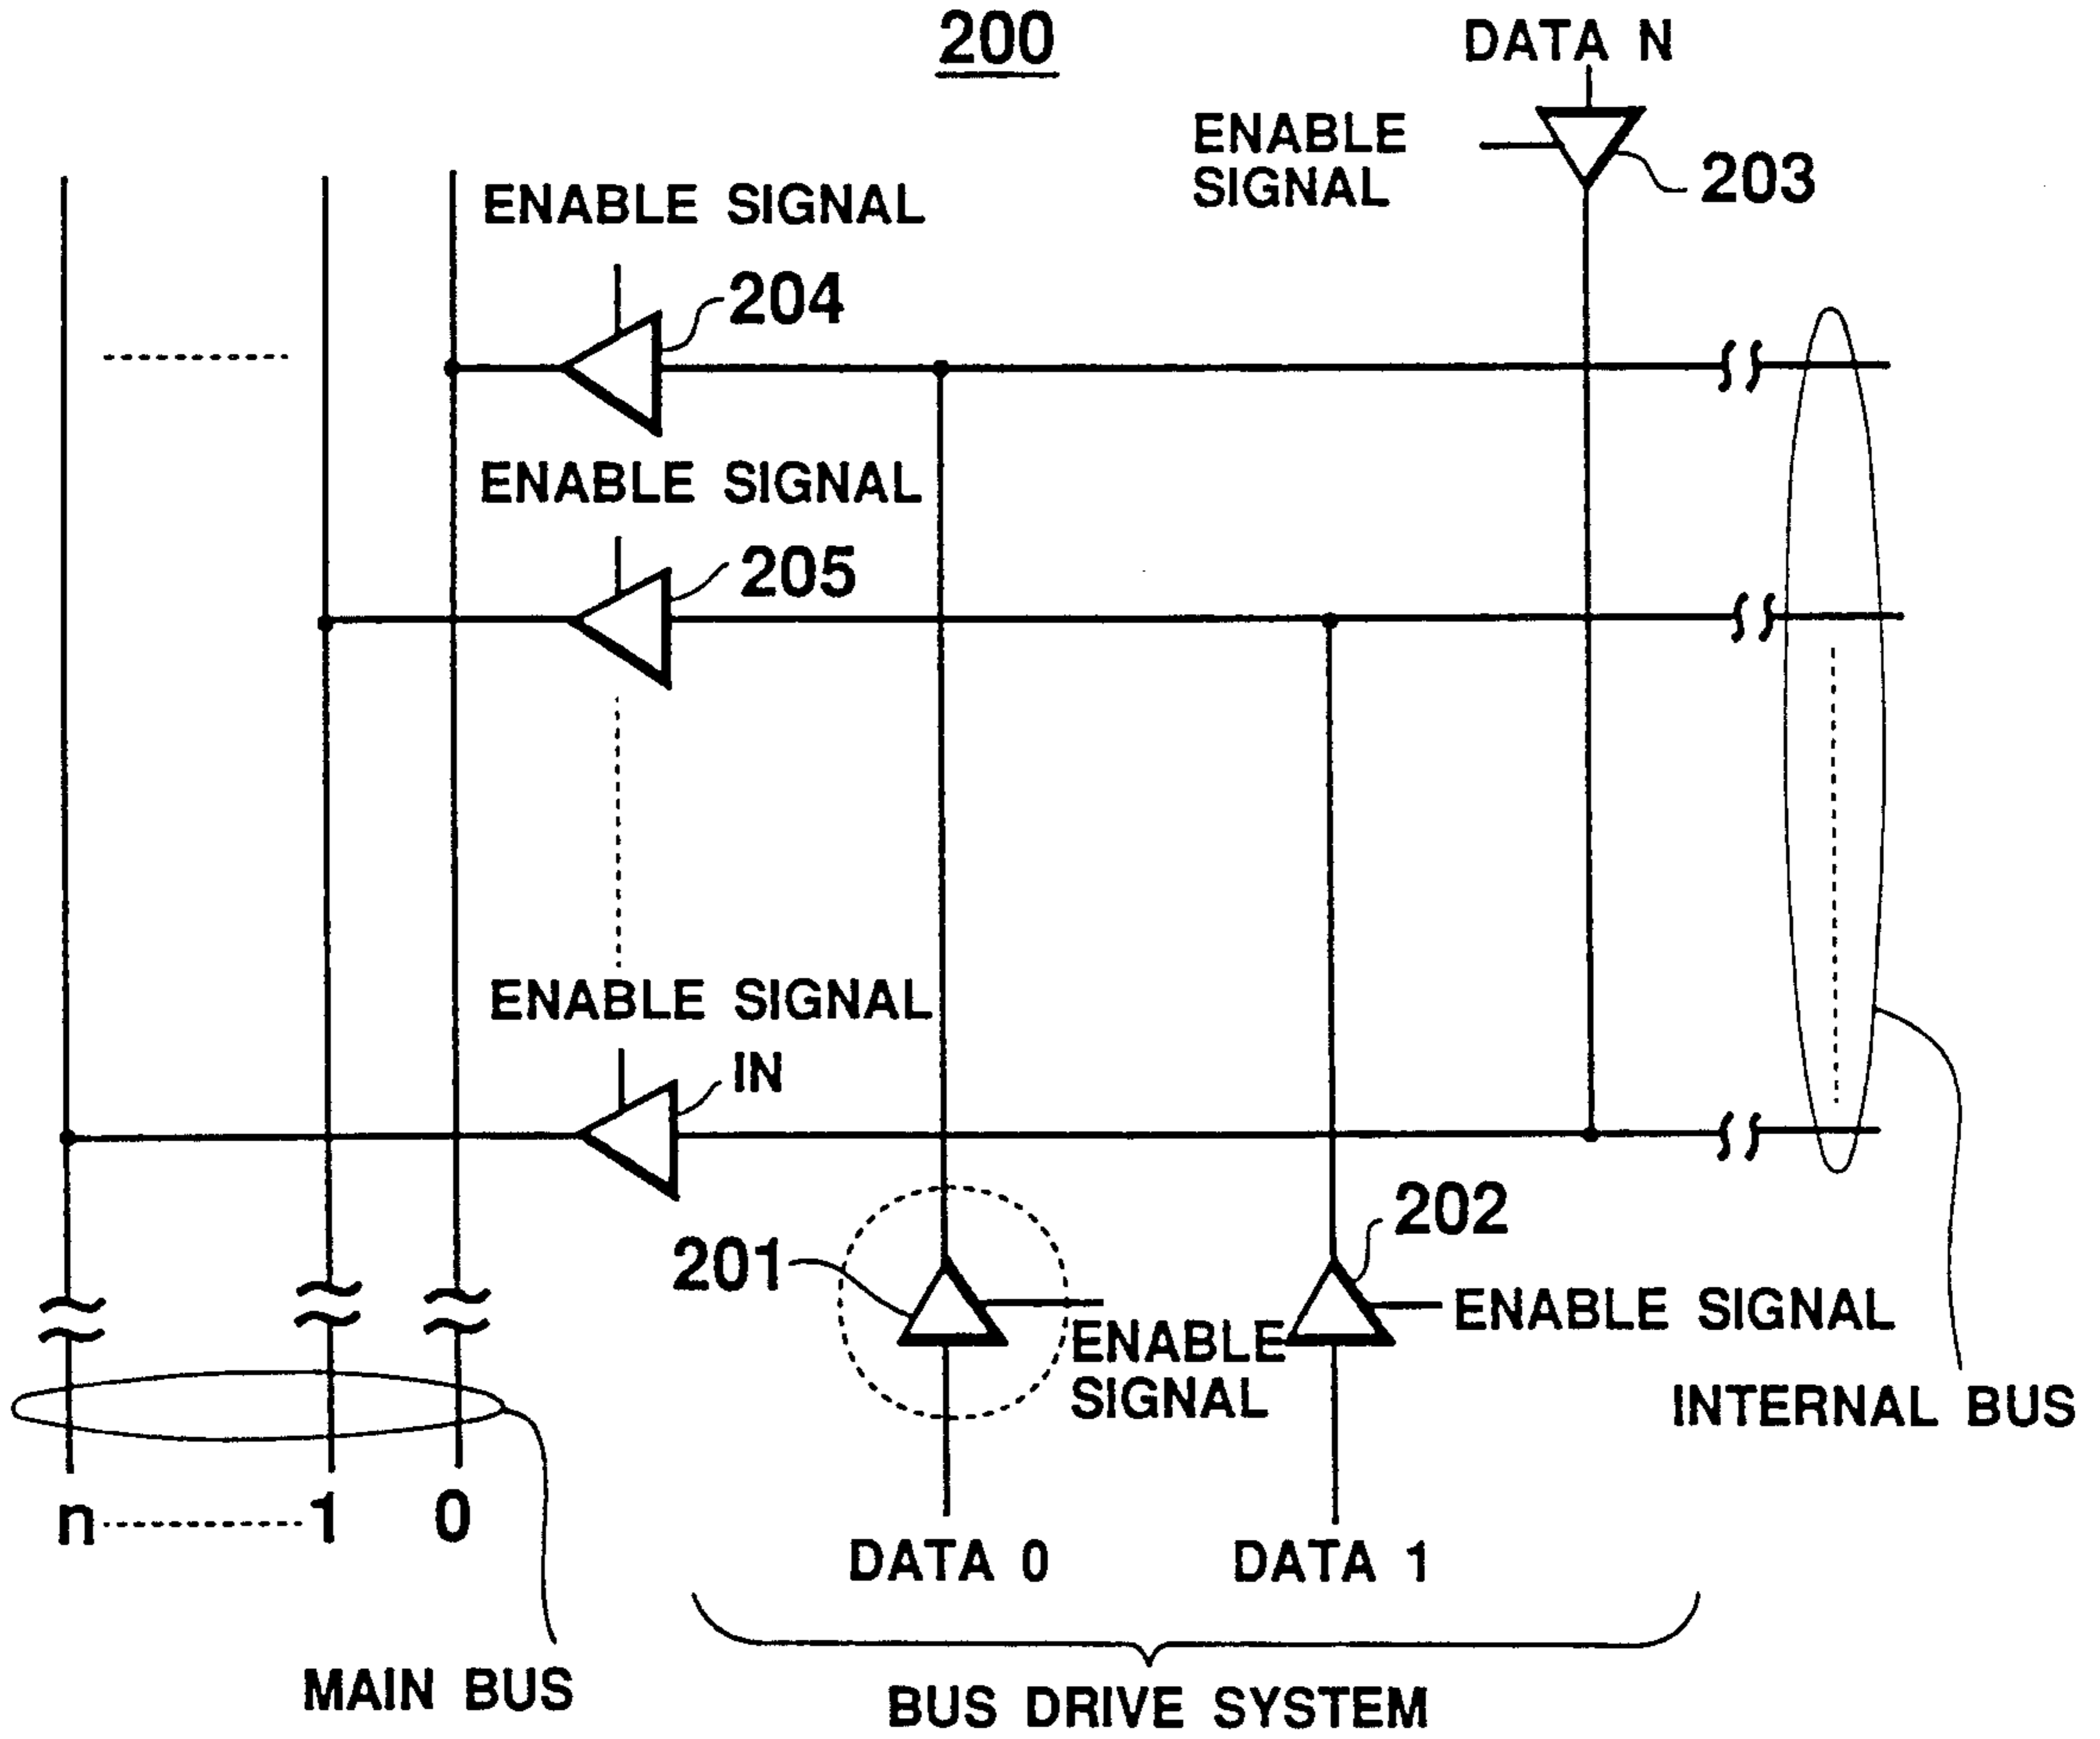 200
DATA N
ENABLE
SIGNAL
203
ENABLE SIGNAL
204
ENABLE SIGNAL
205
ENABLE SIGNAL
IN
201
202
ENABLE
SIGNAL
ENABLE SIGNAL
INTERNAL BUS
n 1 0
DATA 0 DATA 1
MAIN BUS
BUS DRIVE SYSTEM